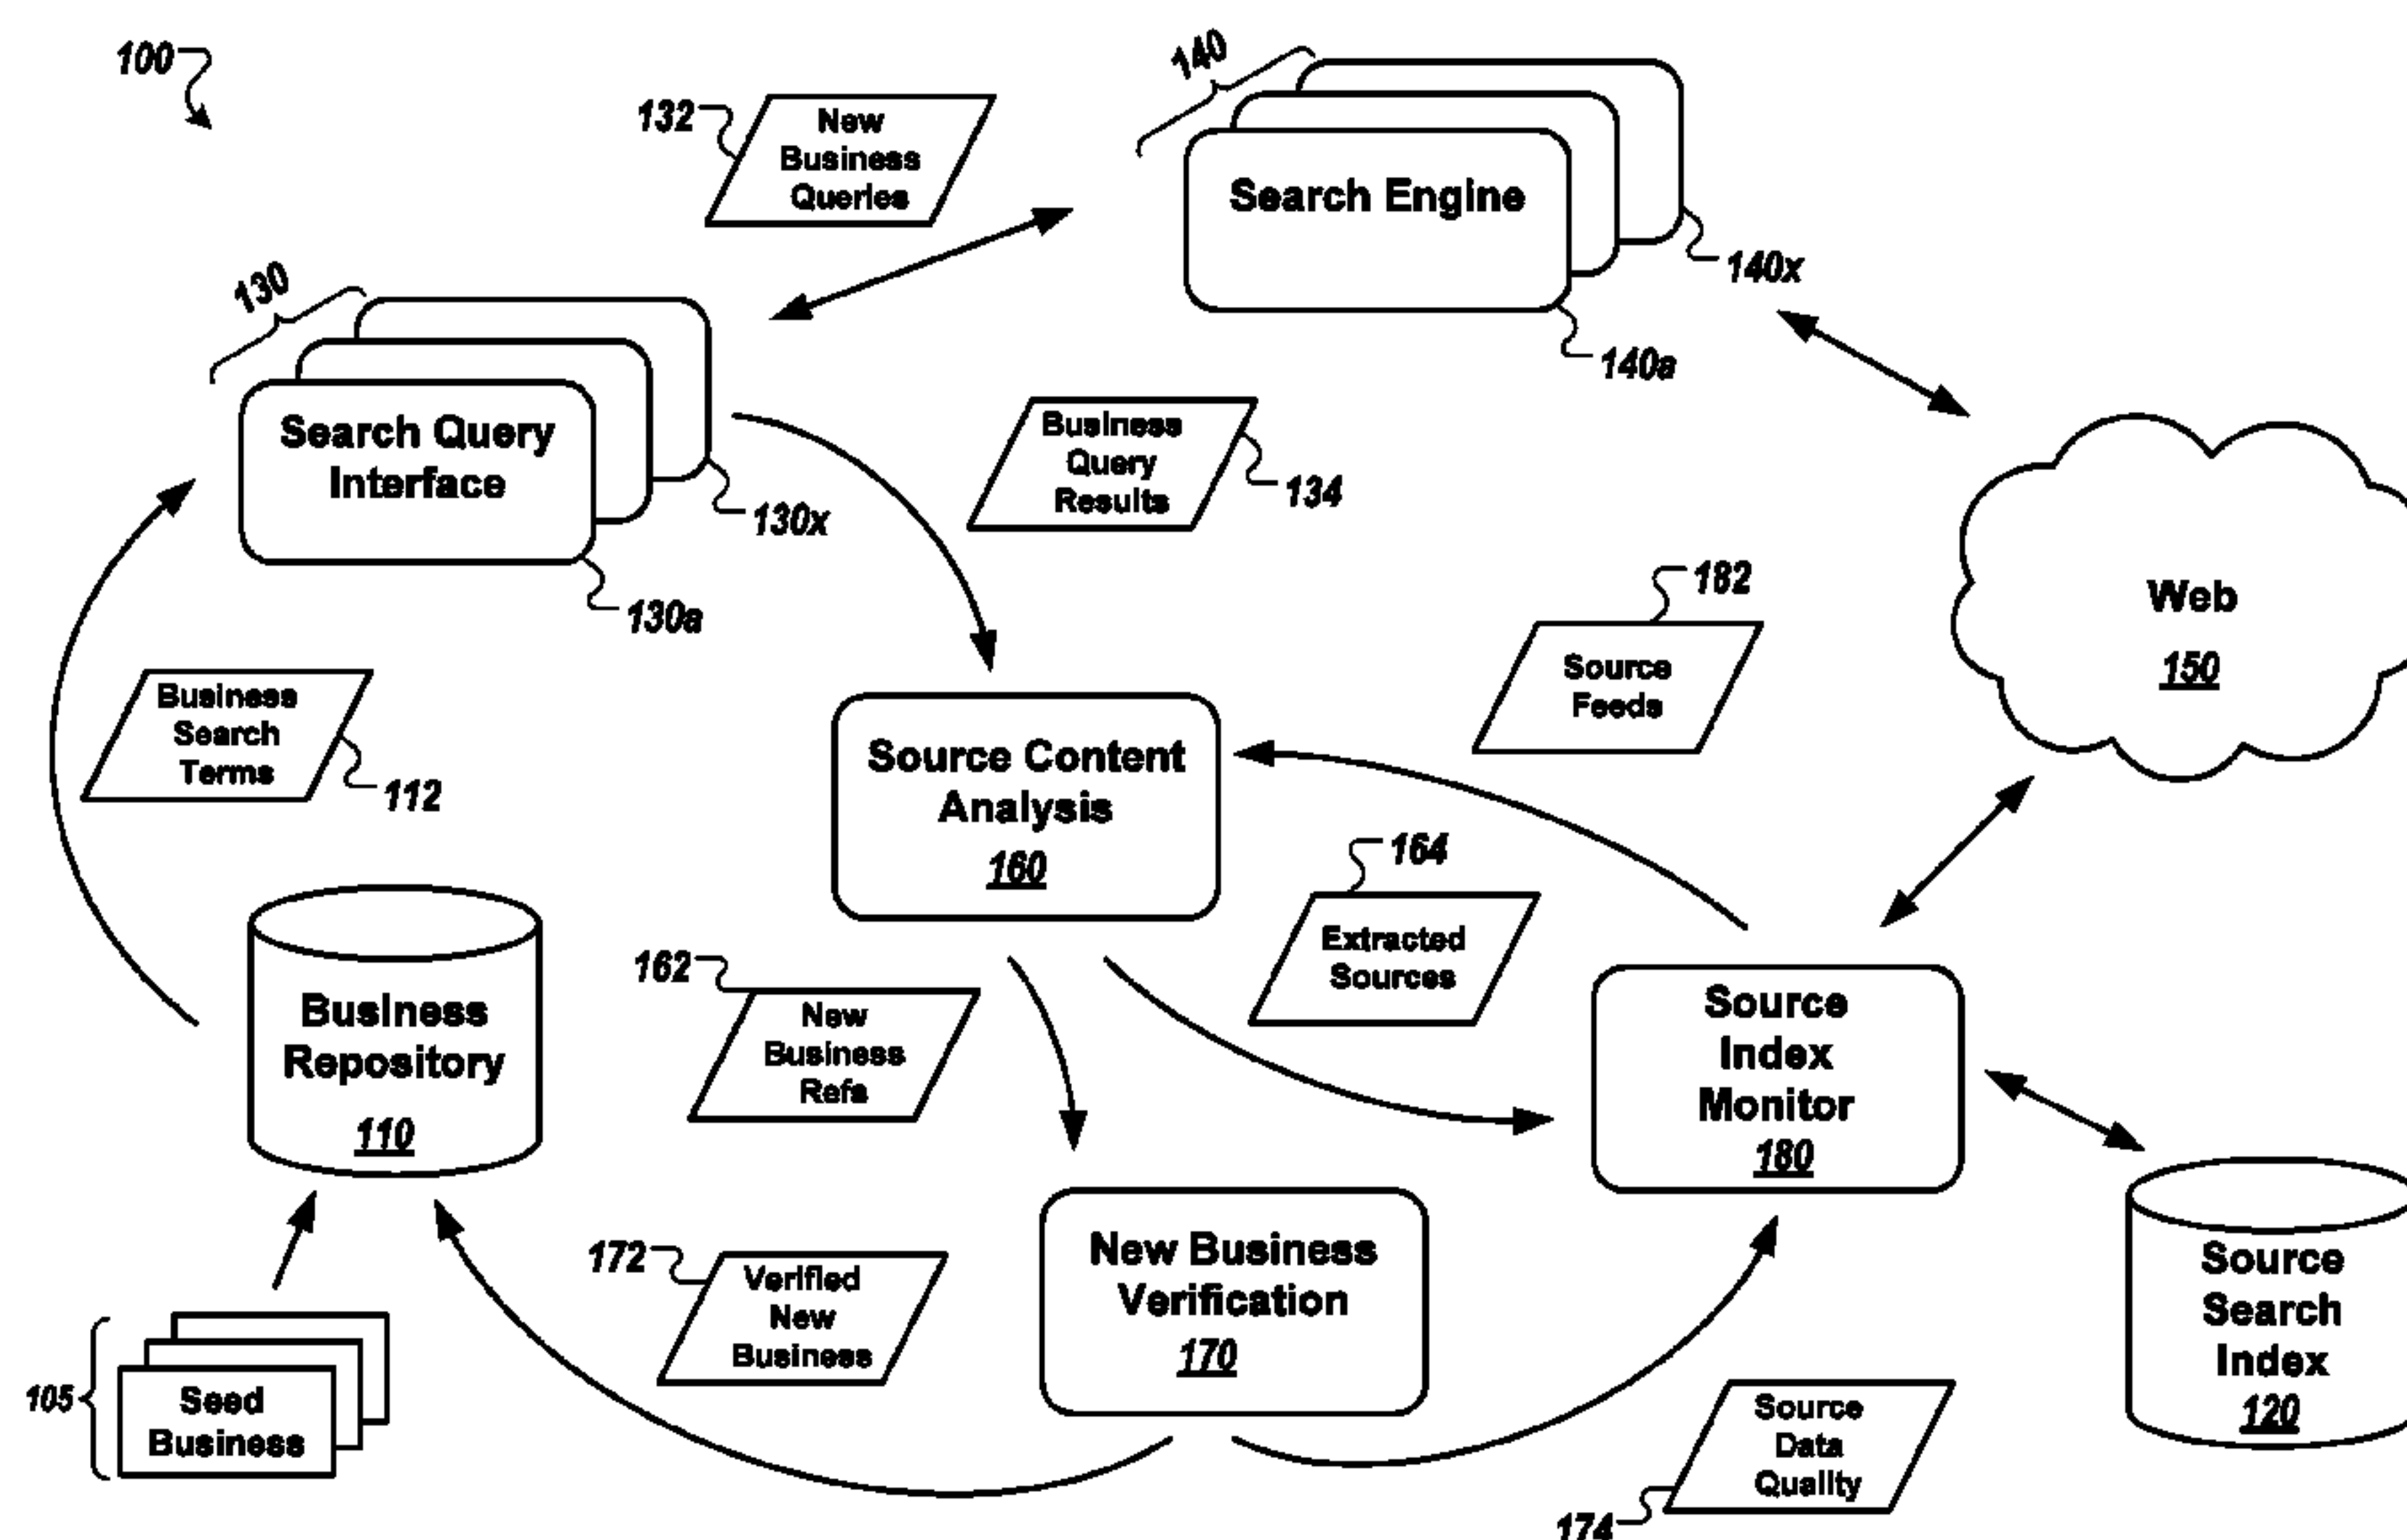 100
132
New
Business
Queries
140
Search Engine
140x
140a
130
Search Query
Interface
130x
130a
Business
Query
Results
134
182
Source
Feeds
Web
150
Business
Search
Terms
112
Source Content
Analysis
160
164
Extracted
Sources
162
New
Business
Refs
Business
Repository
110
Source
Index
Monitor
180
172
Verified
New
Business
New Business
Verification
170
Source
Search
Index
120
105
Seed
Business
Source
Data
Quality
174